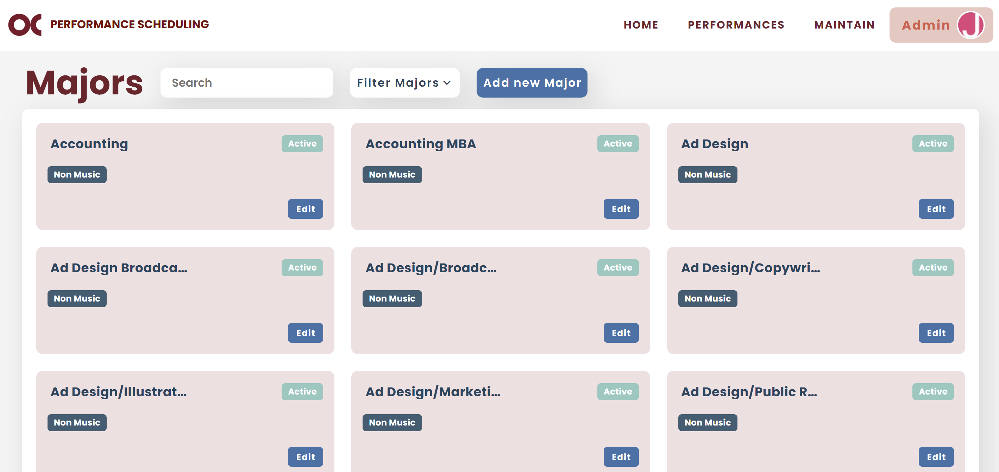 OC PERFORMANCE SCHEDULING
HOME PERFORMANCES MAINTAIN Admin J
Majors Search Filter Majors Add new Major
Accounting Active
Non Music
Edit
Accounting MBA Active
Non Music
Edit
Ad Design Active
Non Music
Edit
Ad Design Broadca... Active
Non Music
Edit
Ad Design/Broadc... Active
Non Music
Edit
Ad Design/Copywri... Active
Non Music
Edit
Ad Design/Illustrat... Active
Non Music
Edit
Ad Design/Marketi... Active
Non Music
Edit
Ad Design/Public R... Active
Non Music
Edit